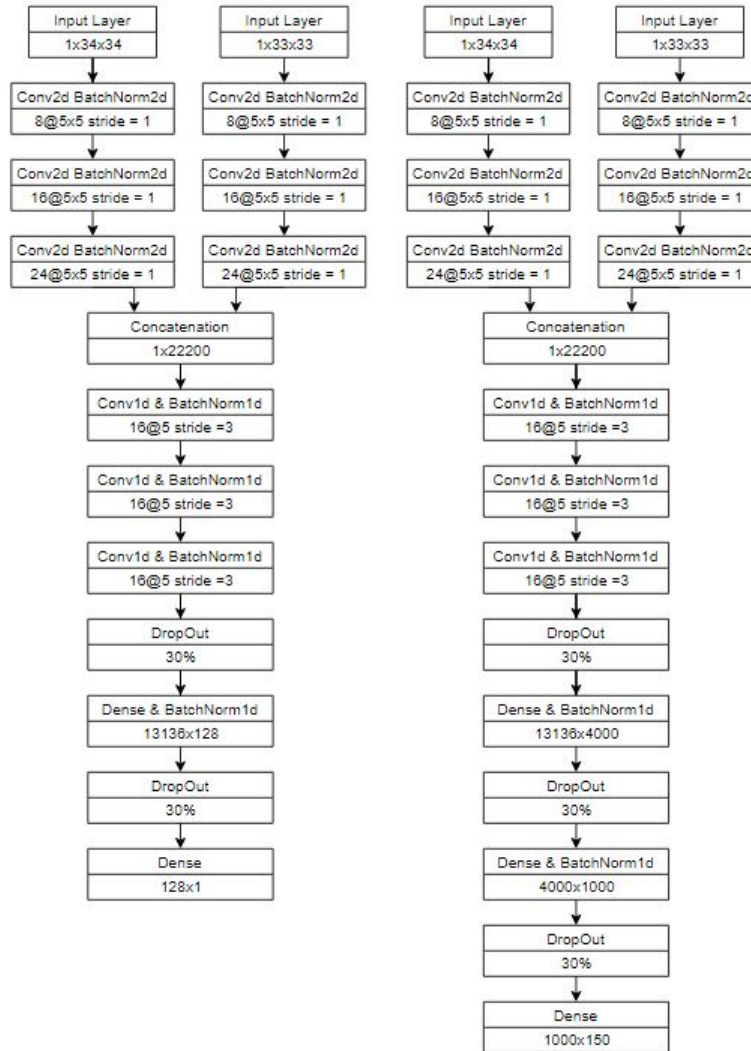 Input Layer
1x34x34
Conv2d BatchNorm2d
8@5x5 stride = 1
Conv2d BatchNorm2d
16@5x5 stride = 1
Conv2d BatchNorm2d
24@5x5 stride = 1
Input Layer
1x33x33
Conv2d BatchNorm2d
8@5x5 stride = 1
Conv2d BatchNorm2d
16@5x5 stride = 1
Conv2d BatchNorm2d
24@5x5 stride = 1
Concatenation
1x22200
Conv1d & BatchNorm1d
16@5 stride =3
Conv1d & BatchNorm1d
16@5 stride =3
Conv1d & BatchNorm1d
16@5 stride =3
DropOut
30%
Dense & BatchNorm1d
13136x128
DropOut
30%
Dense
128x1
Input Layer
1x34x34
Conv2d BatchNorm2d
8@5x5 stride = 1
Conv2d BatchNorm2d
16@5x5 stride = 1
Conv2d BatchNorm2d
24@5x5 stride = 1
Input Layer
1x33x33
Conv2d BatchNorm2d
8@5x5 stride = 1
Conv2d BatchNorm2d
16@5x5 stride = 1
Conv2d BatchNorm2d
24@5x5 stride = 1
Concatenation
1x22200
Conv1d & BatchNorm1d
16@5 stride =3
Conv1d & BatchNorm1d
16@5 stride =3
Conv1d & BatchNorm1d
16@5 stride =3
DropOut
30%
Dense & BatchNorm1d
13136x4000
DropOut
30%
Dense & BatchNorm1d
4000x1000
DropOut
30%
Dense
1000x150